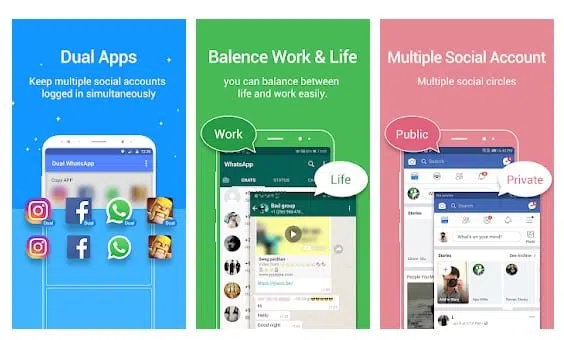 Dual Apps
Keep multiple social accounts
logged in simultaneously
Dual WhatsApp
Copy APP
Dual
Dual
Dual
Dual
Balence Work & Life
you can balance between
life and work easily.
Work
WhatsApp
CHATS
STATUS
Life
Bad group
Hello
Good night
Multiple Social Account
Multiple social circles
Public
Search
Private
Stories
Search
What's on your mind?
Stories
See Archive
Add to Story
People You M